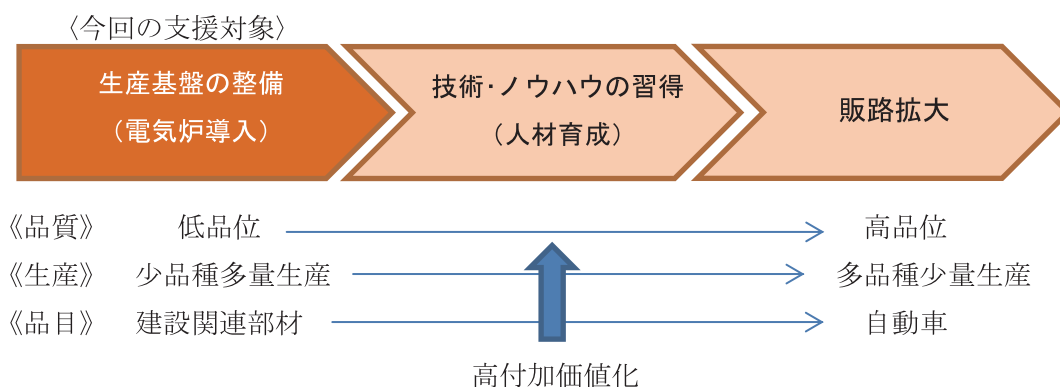 〈今回の支援対象〉
生産基盤の整備
(電気炉導入)
技術・ノウハウの習得
(人材育成)
販路拡大
《品質》 低品位 高品位
《生産》 少品種多量生産 多品種少量生産
《品目》 建設関連部材 自動車
高付加価値化